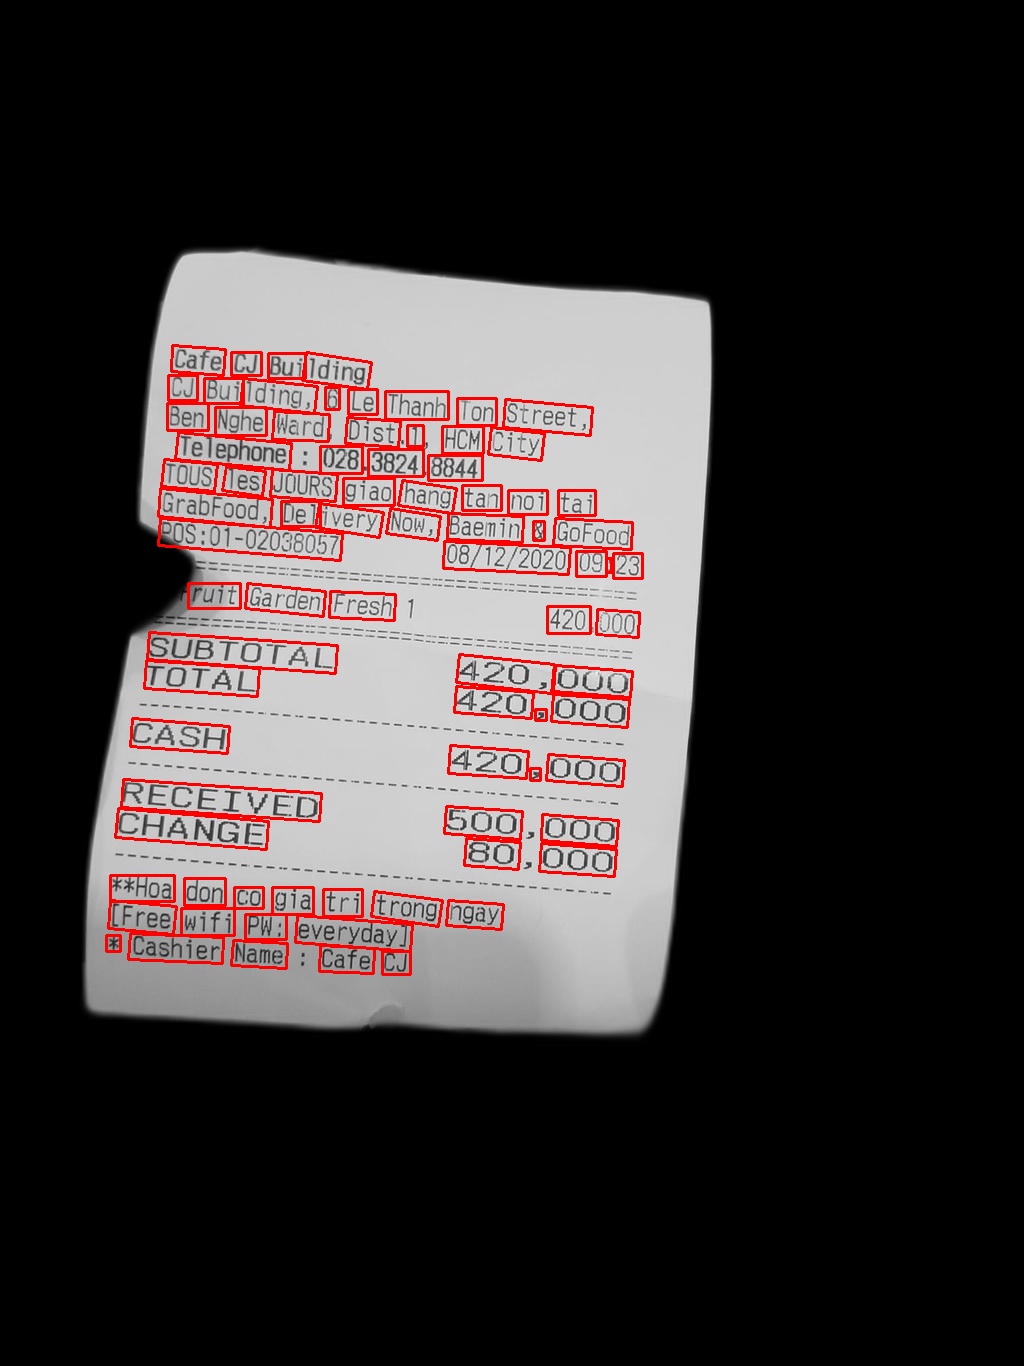 Cafe CJ Building
CJ Building, 6 Le Thanh Ton Street,
Ben Nghe Ward, Dist.1, HCM City
Telephone : 028.3824.8844
TOUS les JOURS giao hang tan noi tai
GrabFood, Delivery Now, Baemin & GoFood
POS:01-02038057 08/12/2020 09:23
Fruit Garden Fresh 1 420,000
SUBTOTAL 420,000
TOTAL 420,000
CASH 420,000
RECEIVED 500,000
CHANGE 80,000
**Hoa don co gia tri trong ngay
[Free wifi PW: everyday]
* Cashier Name : Cafe CJ